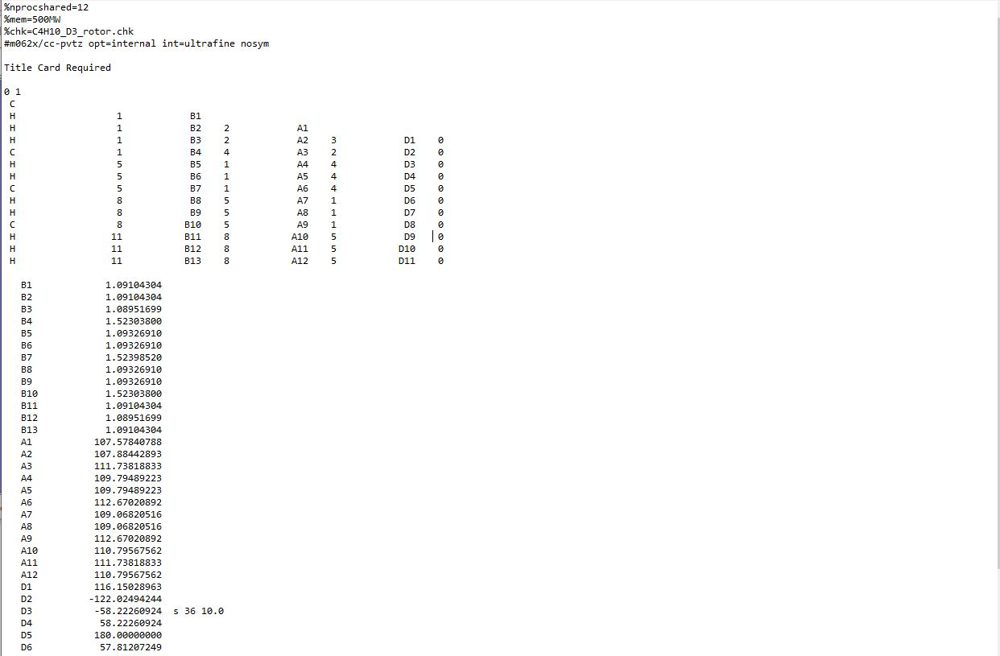 %nprocshared=12
%mem=500MW
%chk=C4H10_D3_rotor.chk
#m062x/cc-pvtz opt=internal int=ultrafine nosym
Title Card Required
0 1
C
H 1 B1
H 1 B2 2 A1
H 1 B3 2 A2 3 D1 0
C 1 B4 4 A3 2 D2 0
H 5 B5 1 A4 4 D3 0
H 5 B6 1 A5 4 D4 0
C 5 B7 1 A6 4 D5 0
H 8 B8 5 A7 1 D6 0
H 8 B9 5 A8 1 D7 0
C 8 B10 5 A9 1 D8 0
H 11 B11 8 A10 5 D9 0
H 11 B12 8 A11 5 D10 0
H 11 B13 8 A12 5 D11 0
B1 1.09104304
B2 1.09104304
B3 1.08951699
B4 1.52303800
B5 1.09326910
B6 1.09326910
B7 1.52398520
B8 1.09326910
B9 1.09326910
B10 1.52303800
B11 1.09104304
B12 1.08951699
B13 1.09104304
A1 107.57840788
A2 107.88442893
A3 111.73818833
A4 109.79489223
A5 109.79489223
A6 112.67020892
A7 109.06820516
A8 109.06820516
A9 112.67020892
A10 110.79567562
A11 111.73818833
A12 110.79567562
D1 116.15028963
D2 -122.02494244
D3 -58.22260924 s 36 10.0
D4 58.22260924
D5 180.00000000
D6 57.81207249